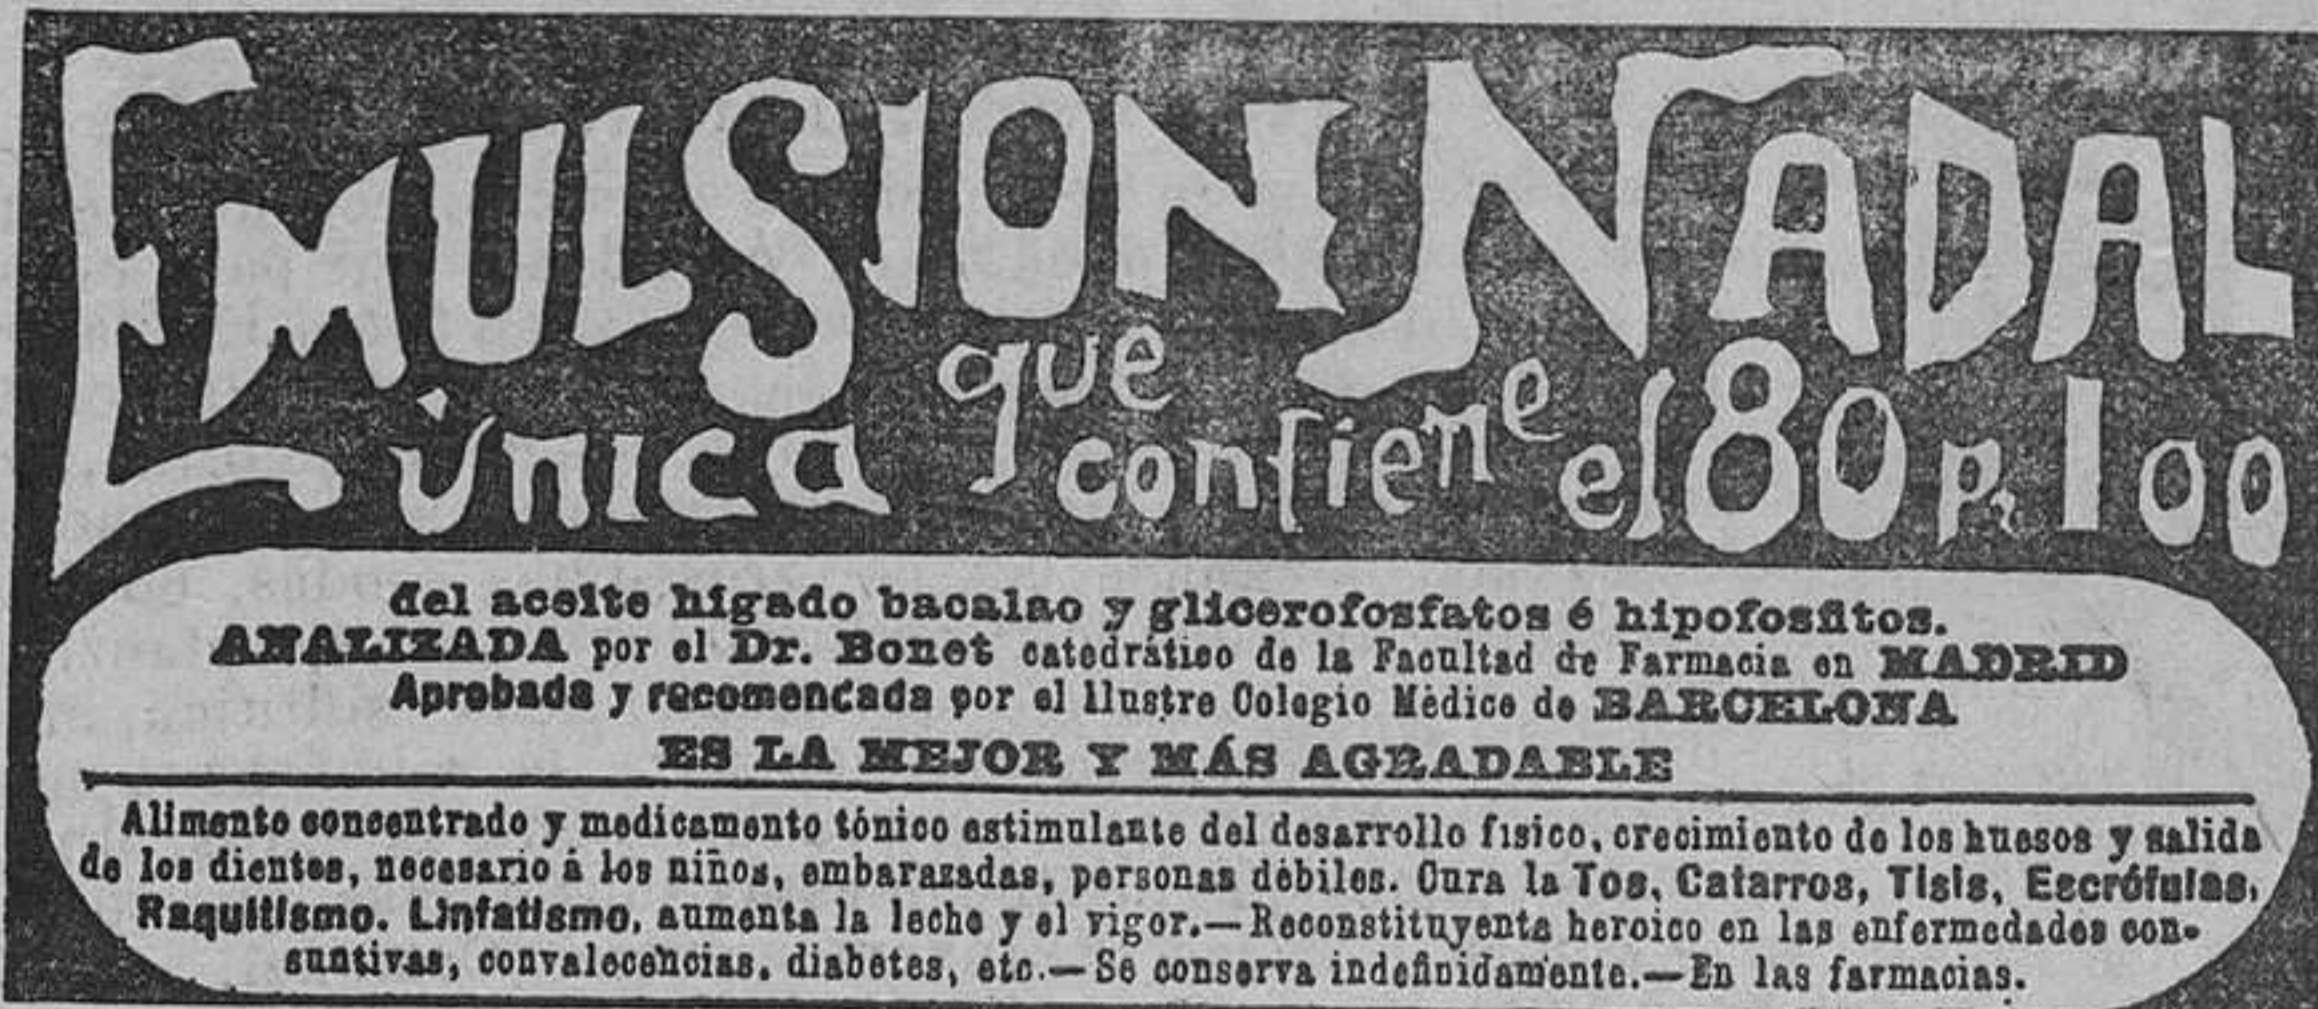 EMULSION NADAL
única que contiene el 80 p. 100
del aceite hígado bacalao y glicerofosfatos é hipofosfitos.
ANALIZADA por el Dr. Bonet catedrático de la Facultad de Farmacia en MADRID
Aprobada y recomendada por el Ilustre Colegio Médico de BARCELONA
ES LA MEJOR Y MÁS AGRADABLE
Alimento concentrado y medicamento tónico estimulante del desarrollo físico, crecimiento de los huesos y salida
de los dientes, necesario á los niños, embarazadas, personas débiles. Cura la Tos, Catarros, Tisis, Escrófulas,
Raquitismo. Linfatismo, aumenta la leche y el vigor.—Reconstituyente heroico en las enfermedades con-
suntivas, convalecencias, diabetes, etc.—Se conserva indefinidamente.—En las farmacias.